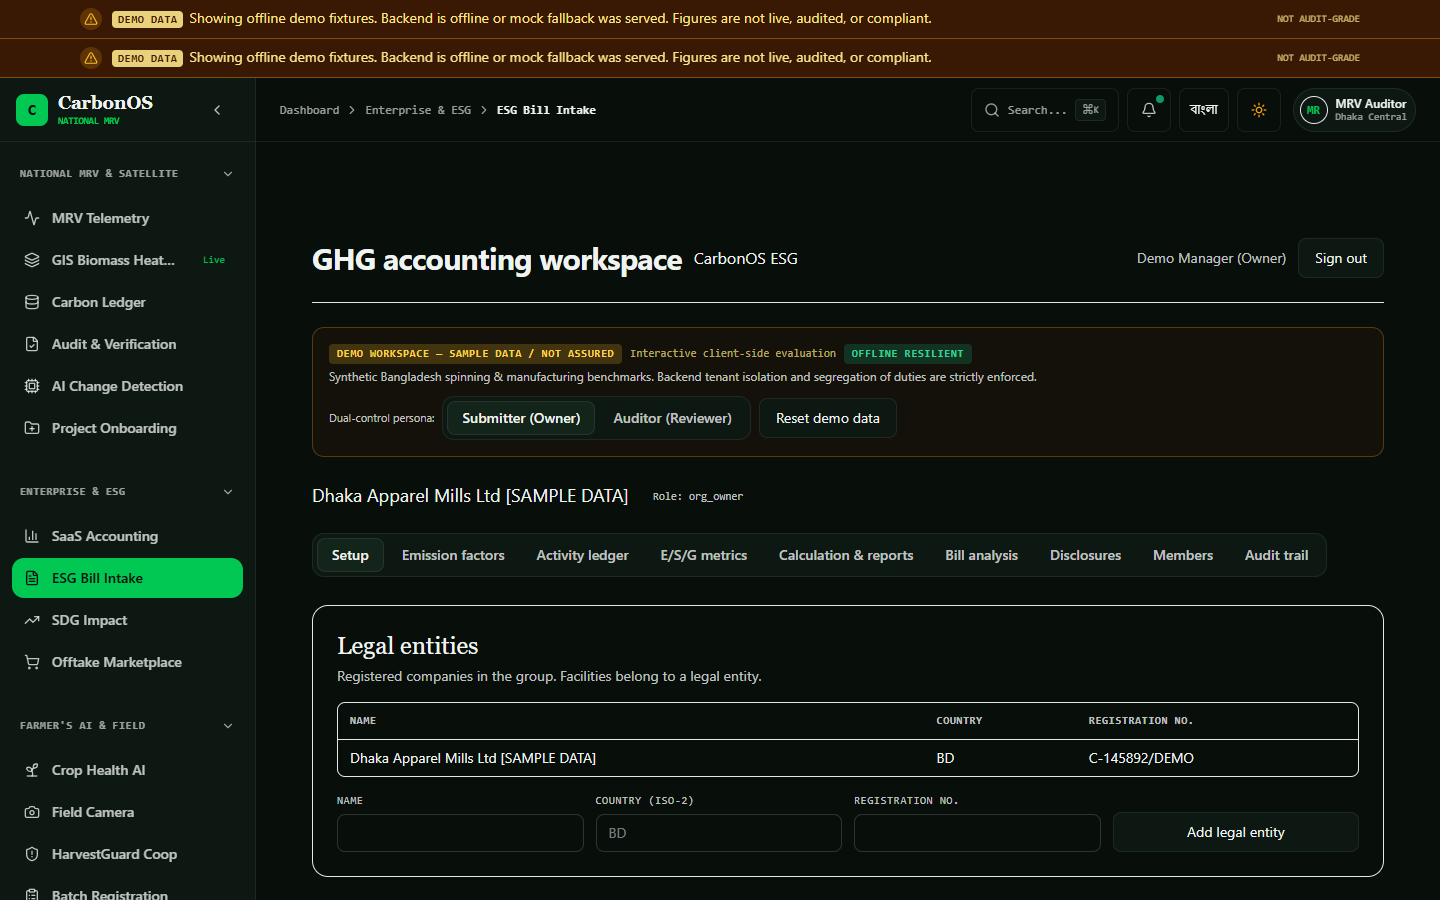 DEMO DATA Showing offline demo fixtures. Backend is offline or mock fallback was served. Figures are not live, audited, or compliant. NOT AUDIT-GRADE
DEMO DATA Showing offline demo fixtures. Backend is offline or mock fallback was served. Figures are not live, audited, or compliant. NOT AUDIT-GRADE
C CarbonOS
NATIONAL MRV
Dashboard > Enterprise & ESG > ESG Bill Intake
Search... ⌘K
বাংলা
MR MRV Auditor
Dhaka Central
NATIONAL MRV & SATELLITE
MRV Telemetry
GIS Biomass Heat... Live
Carbon Ledger
Audit & Verification
AI Change Detection
Project Onboarding
ENTERPRISE & ESG
SaaS Accounting
ESG Bill Intake
SDG Impact
Offtake Marketplace
FARMER'S AI & FIELD
Crop Health AI
Field Camera
HarvestGuard Coop
Batch Registration
GHG accounting workspace CarbonOS ESG
Demo Manager (Owner) Sign out
DEMO WORKSPACE — SAMPLE DATA / NOT ASSURED Interactive client-side evaluation OFFLINE RESILIENT
Synthetic Bangladesh spinning & manufacturing benchmarks. Backend tenant isolation and segregation of duties are strictly enforced.
Dual-control persona: Submitter (Owner) Auditor (Reviewer) Reset demo data
Dhaka Apparel Mills Ltd [SAMPLE DATA] Role: org_owner
Setup Emission factors Activity ledger E/S/G metrics Calculation & reports Bill analysis Disclosures Members Audit trail
Legal entities
Registered companies in the group. Facilities belong to a legal entity.
NAME COUNTRY REGISTRATION NO.
Dhaka Apparel Mills Ltd [SAMPLE DATA] BD C-145892/DEMO
NAME COUNTRY (ISO-2) REGISTRATION NO.
BD Add legal entity